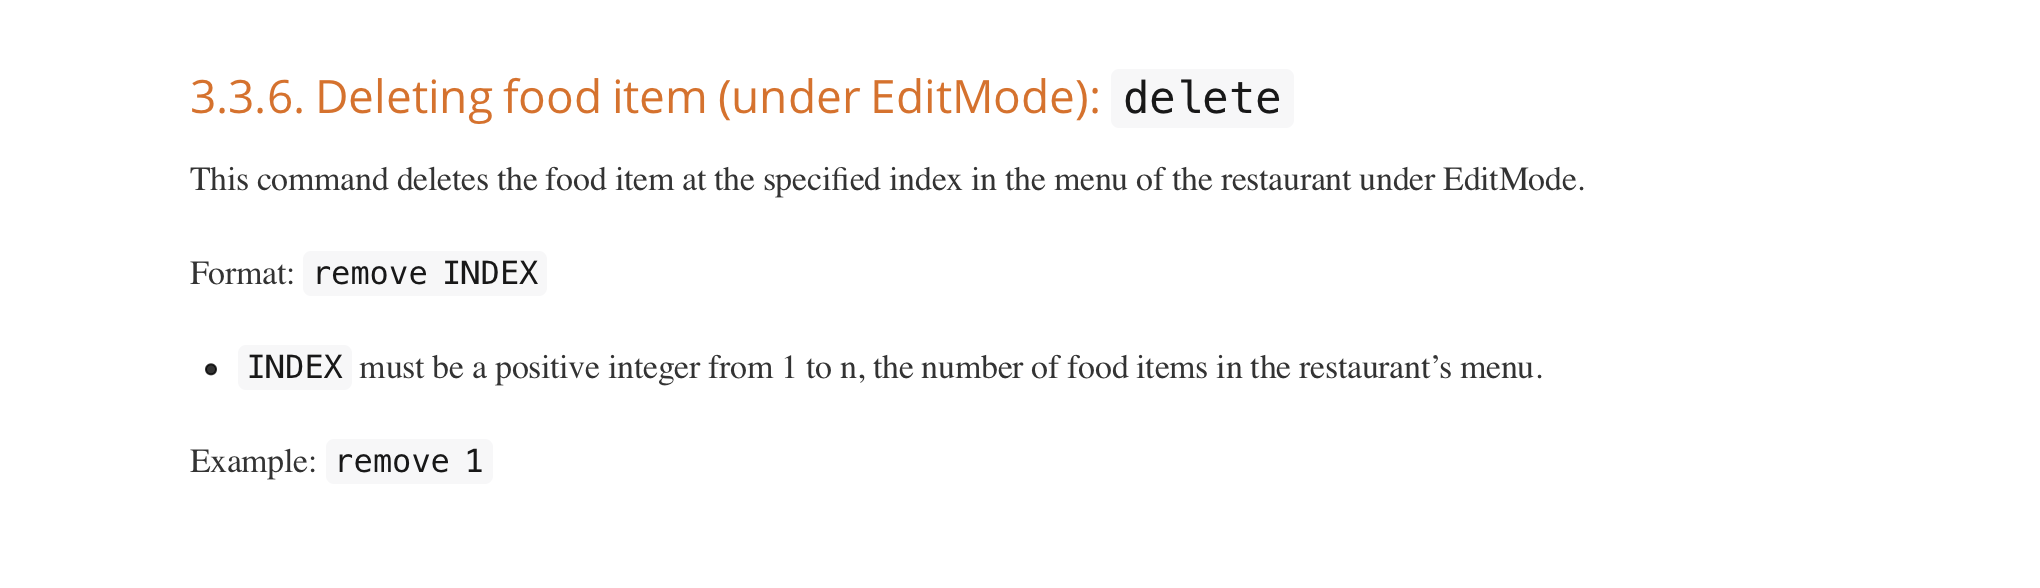 3.3.6. Deleting food item (under EditMode): delete
This command deletes the food item at the specified index in the menu of the restaurant under EditMode.
Format: remove INDEX
• INDEX must be a positive integer from 1 to n, the number of food items in the restaurant’s menu.
Example: remove 1